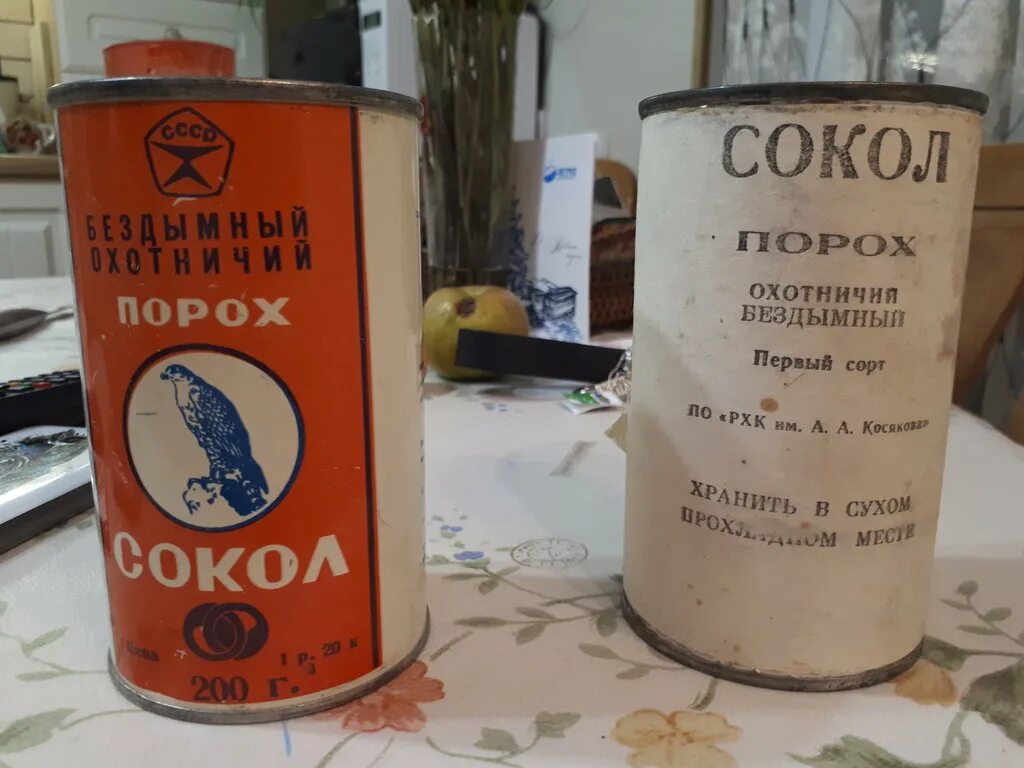 СССР
БЕЗДЫМНЫЙ
ОХОТНИЧИЙ
ПОРОХ
СОКОЛ
Цена 1 р. 20 к
200 г.
СОКОЛ
ПОРОХ
ОХОТНИЧИЙ
БЕЗДЫМНЫЙ
Первый сорт
ПО «РХК им. А. А. Косякова»
ХРАНИТЬ В СУХОМ
ПРОХЛАДНОМ МЕСТЕ